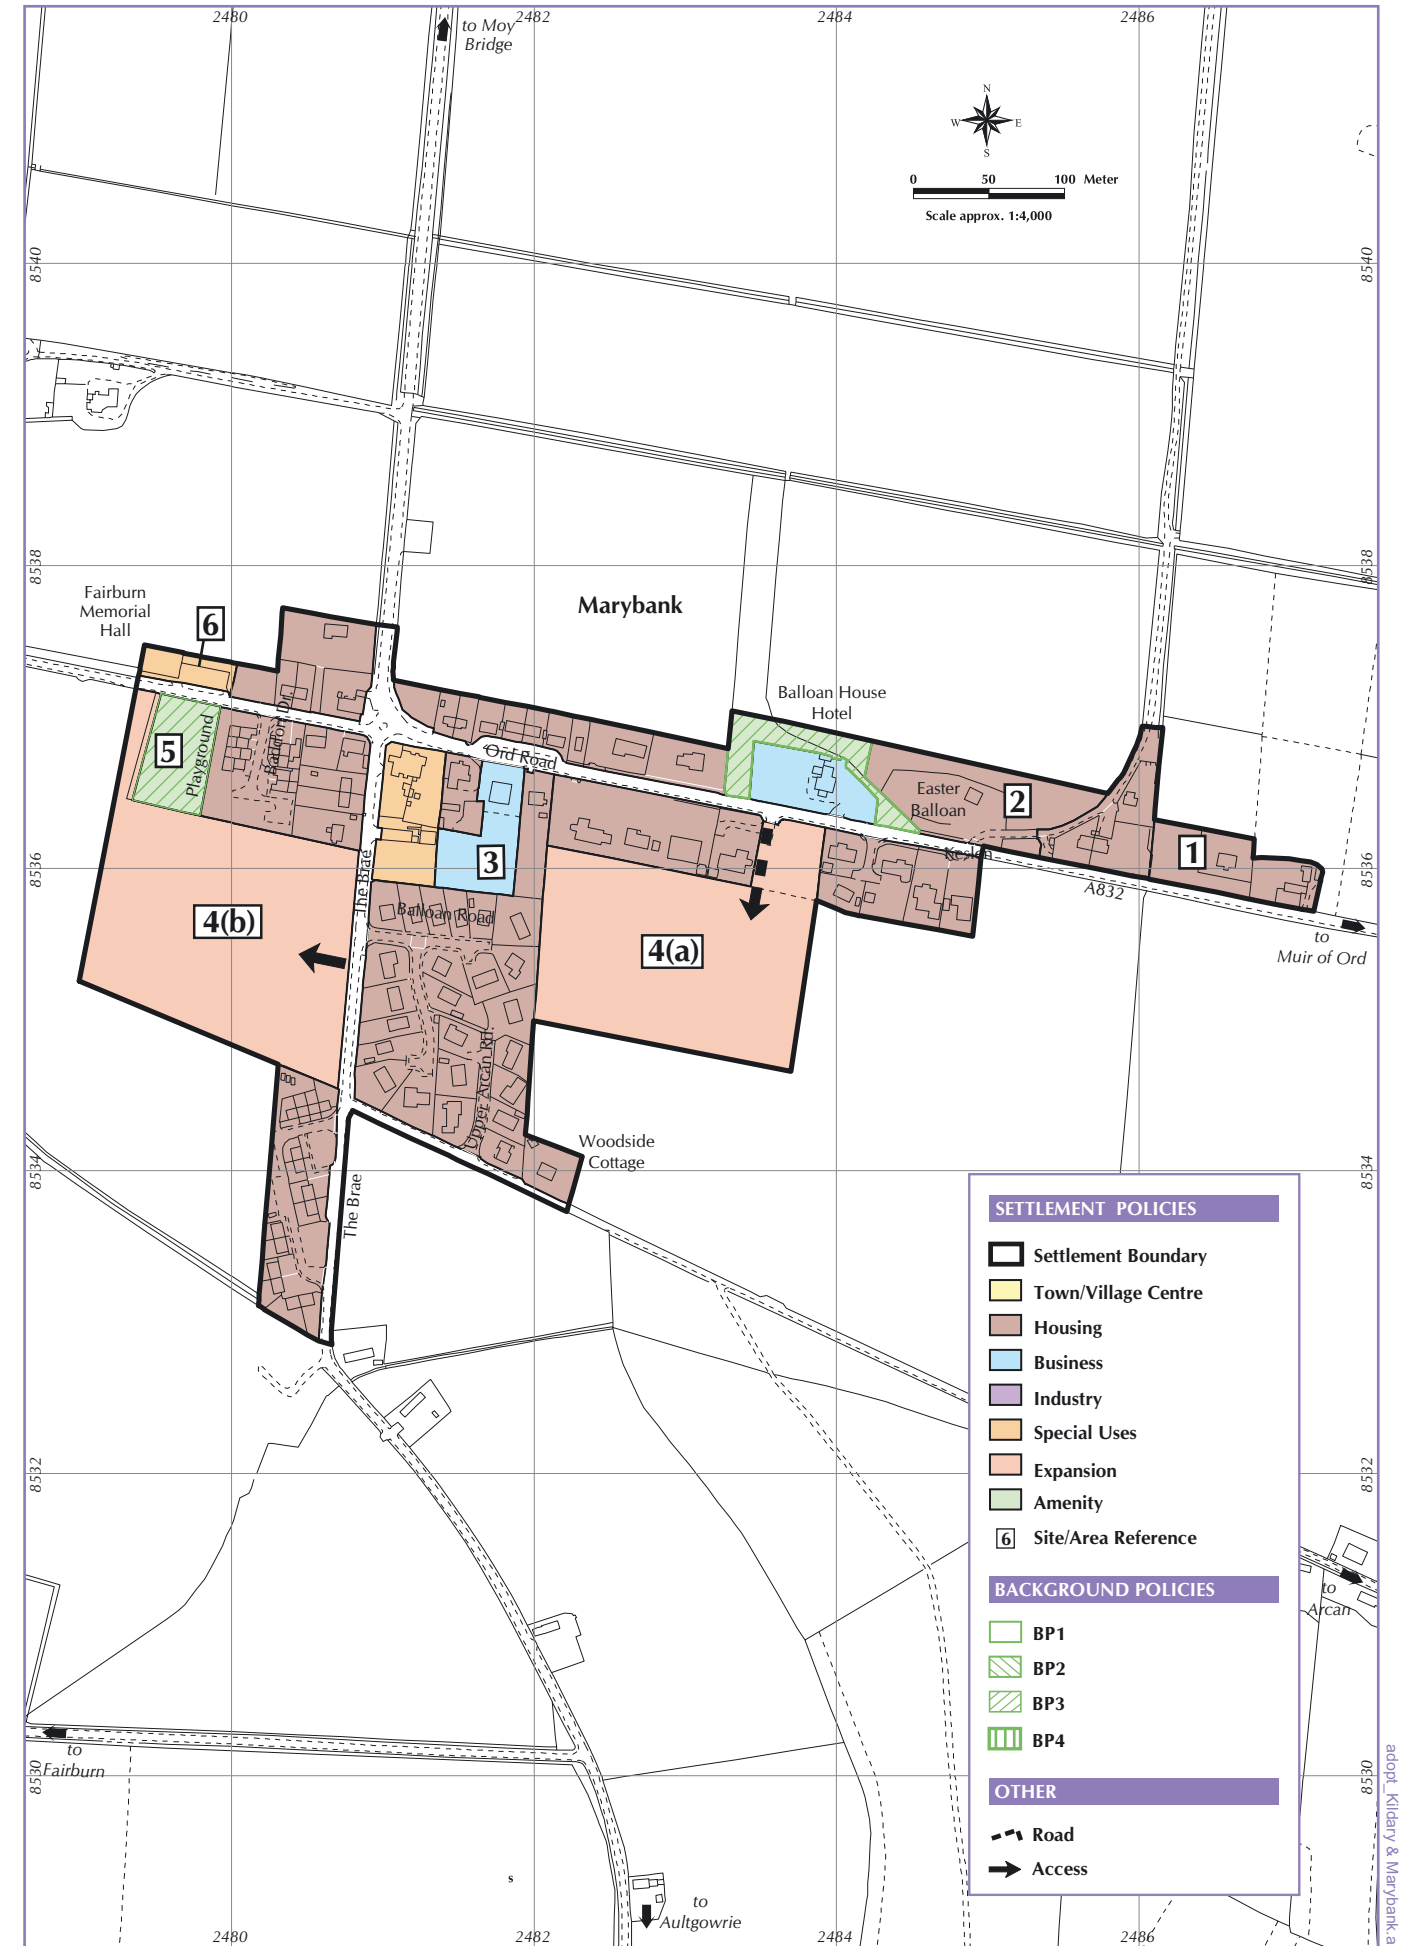 2480
2482
2484
2486
to Moy
Bridge
N
W
E
S
0
50
100 Meter
Scale approx. 1:4,000
8540
8540
8538
8538
Fairburn
Memorial
Hall
6
Marybank
Balloan House
Hotel
5
Playground
Baddon Dr.
Ord Road
Easter
Balloan
2
Keslen
1
3
8536
8536
The Brae
A832
Balloan Road
4(b)
4(a)
to
Muir of Ord
Upper Arcan Rd.
Woodside
Cottage
8534
8534
The Brae
SETTLEMENT POLICIES
Settlement Boundary
Town/Village Centre
Housing
Business
Industry
Special Uses
Expansion
Amenity
6 Site/Area Reference
BACKGROUND POLICIES
BP1
BP2
BP3
BP4
OTHER
Road
Access
8532
8532
to
Arcan
to
Fairburn
8530
8530
s
to
Aultgowrie
2480
2482
2484
2486
adopt_Kildary & Marybank.a